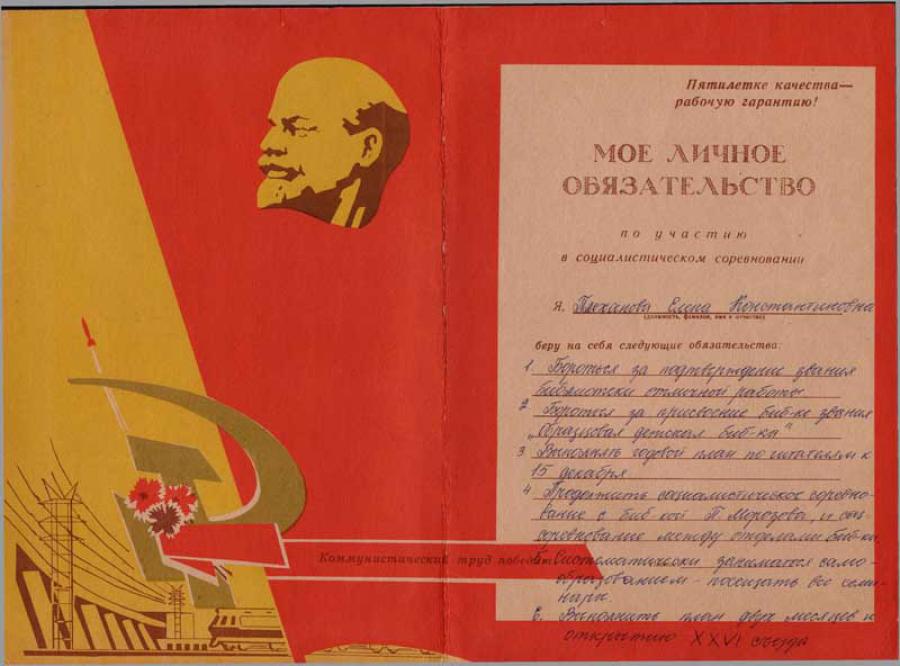 Пятилетке качества—
рабочую гарантию!
МОЕ ЛИЧНОЕ
ОБЯЗАТЕЛЬСТВО
по участию
в социалистическом соревновании
Я, Плеханова Елена Константиновна
(должность, фамилия, имя и отчество)
беру на себя следующие обязательства:
1. Бороться за подтверждение звания
библиотеки отличной работы.
2. Бороться за присвоение биб-ке звания
„Образцовая детская биб-ка"
3. Выполнять годовой план по читателям к
15 декабря
4. Продолжить социалистическое соревно-
вание с биб-кой П. Морозова, и соц-
соревнование между отделами биб-ки.
Коммунистический труд
5. Систематически заниматься само-
образованием - посещать все семи-
нары.
6. Выполнить план двух месяцев к
открытию XXVI съезда